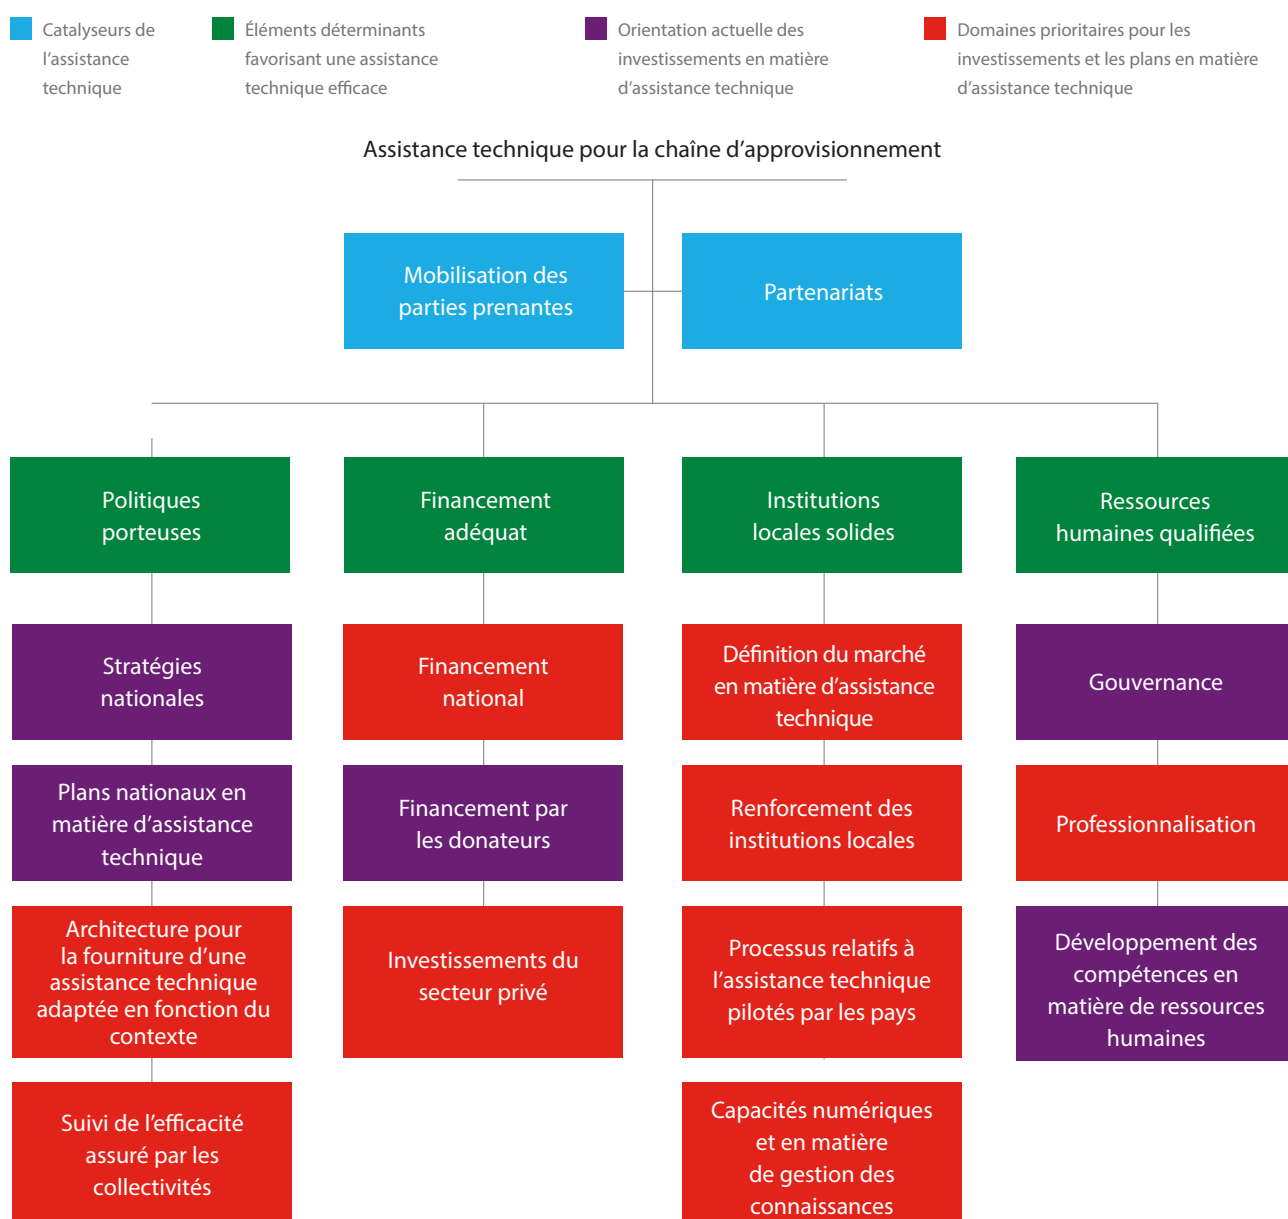 Catalyseurs de
l’assistance
technique
Éléments déterminants
favorisant une assistance
technique efficace
Orientation actuelle des
investissements en matière
d’assistance technique
Domaines prioritaires pour les
investissements et les plans en matière
d’assistance technique
Assistance technique pour la chaîne d’approvisionnement
Mobilisation des
parties prenantes
Partenariats
Politiques
porteuses
Financement
adéquat
Institutions
locales solides
Ressources
humaines qualifiées
Stratégies
nationales
Financement
national
Définition du marché
en matière d’assistance
technique
Gouvernance
Plans nationaux en
matière d’assistance
technique
Financement par
les donateurs
Renforcement des
institutions locales
Professionnalisation
Architecture pour
la fourniture d’une
assistance technique
adaptée en fonction du
contexte
Investissements du
secteur privé
Processus relatifs à
l’assistance technique
pilotés par les pays
Développement des
compétences en
matière de ressources
humaines
Suivi de l’efficacité
assuré par les
collectivités
Capacités numériques
et en matière
de gestion des
connaissances